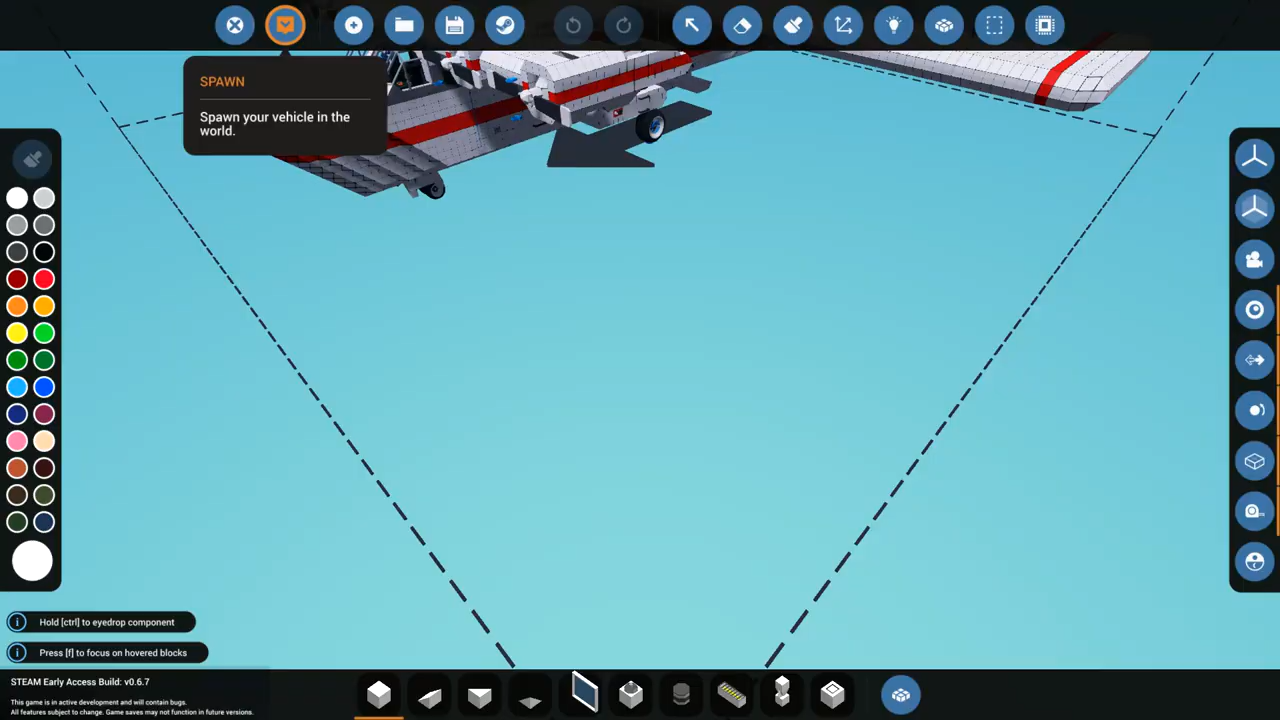 SPAWN
Spawn your vehicle in the
world.
Hold [ctrl] to eyedrop component
Press [f] to focus on hovered blocks
STEAM Early Access Build: v0.6.7
This game is in active development and will contain bugs.
All features subject to change. Game saves may not function in future versions.